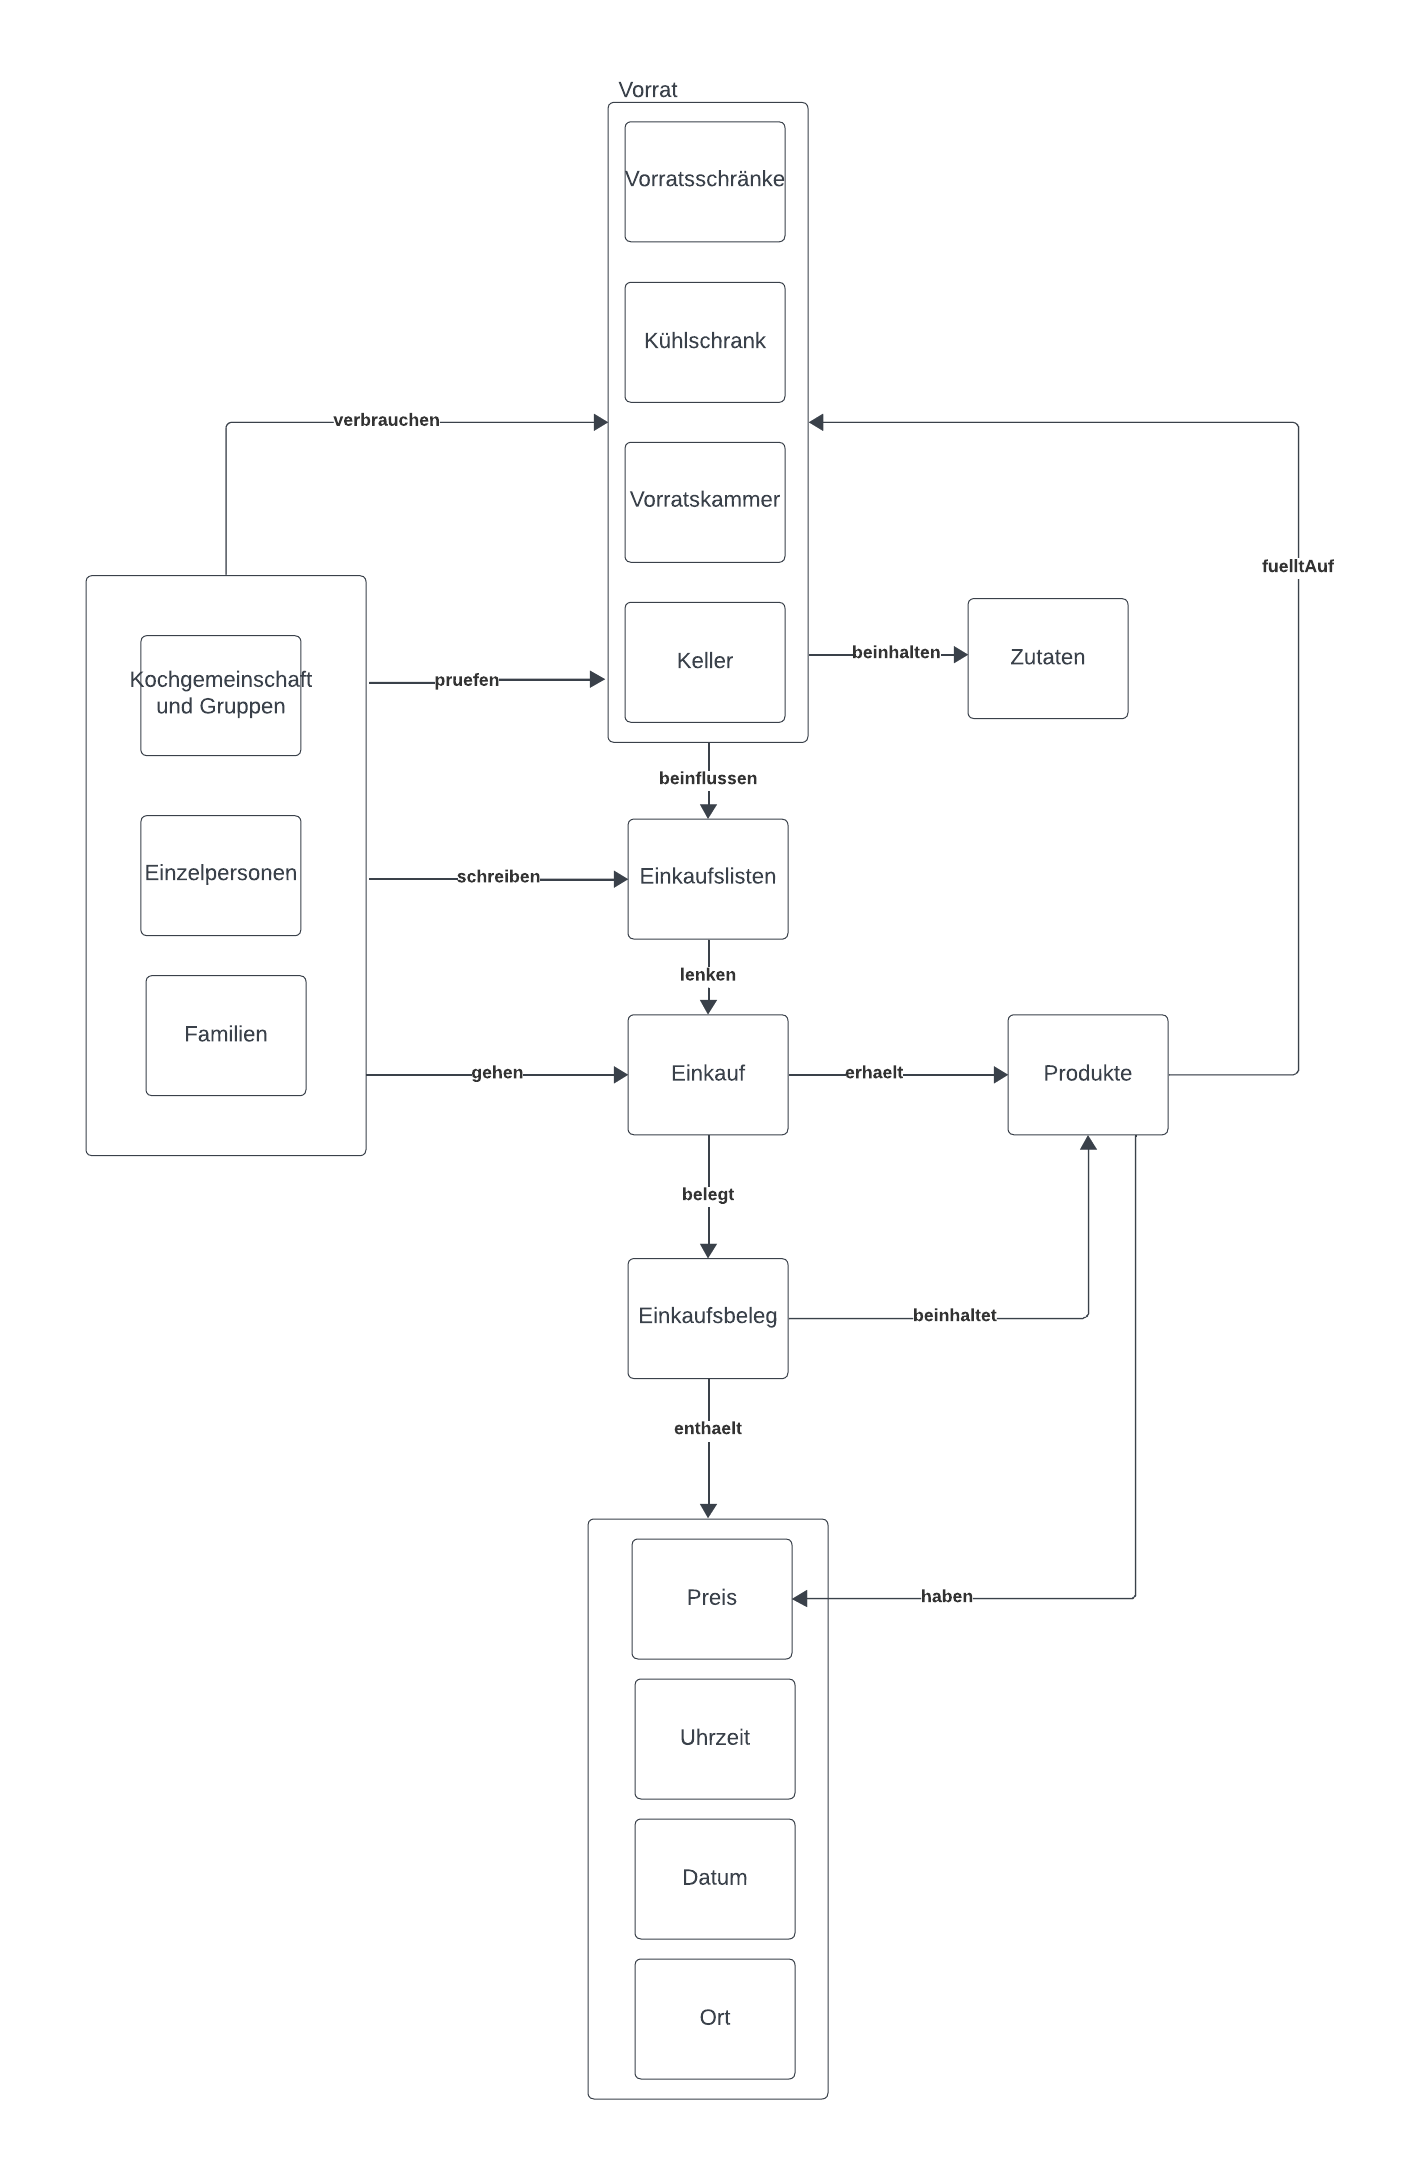 Vorrat
Vorratsschränke
Kühlschrank
verbrauchen
Vorratskammer
fuelltAuf
Kochgemeinschaft
und Gruppen
pruefen
Keller
beinhalten
Zutaten
beinflussen
Einzelpersonen
schreiben
Einkaufslisten
lenken
Familien
gehen
Einkauf
erhaelt
Produkte
belegt
Einkaufsbeleg
beinhaltet
enthaelt
Preis
haben
Uhrzeit
Datum
Ort